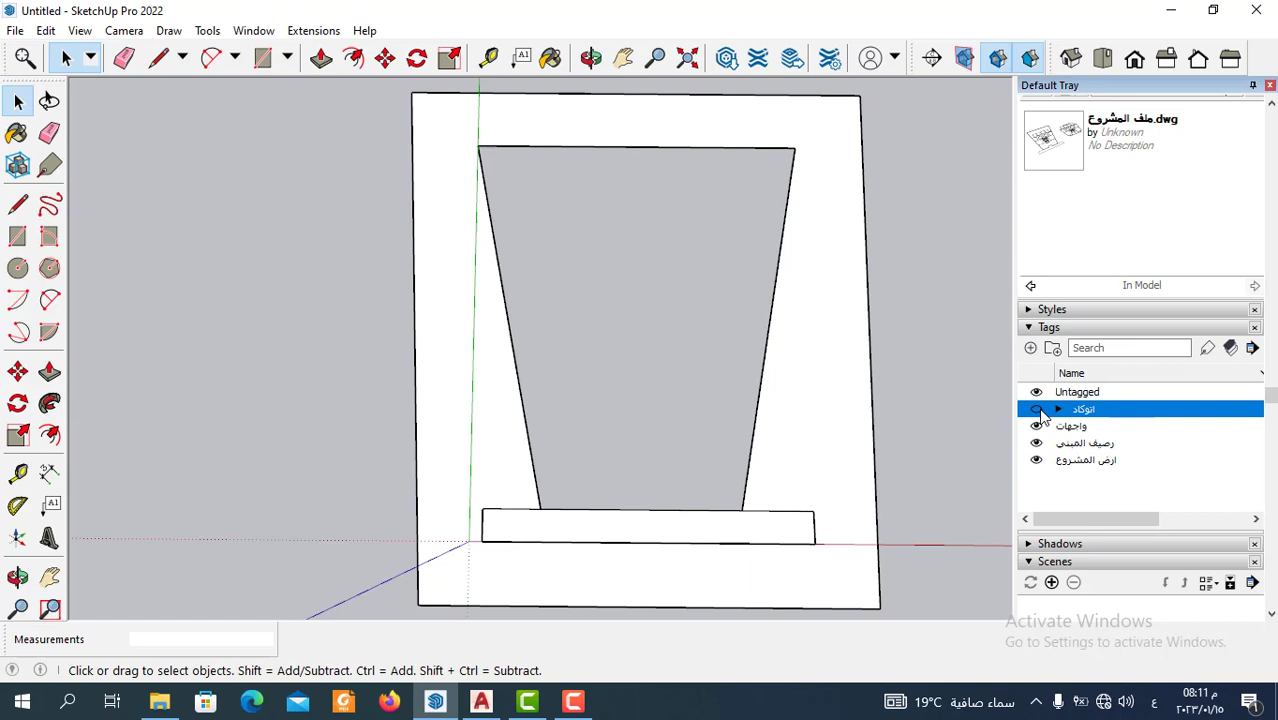 Untitled - SketchUp Pro 2022
File Edit View Camera Draw Tools Window Extensions Help
Default Tray
ملف المشروع.dwg
by Unknown
No Description
In Model
Styles
Tags
Search
Name
Untagged
اتوكاد
واجهات
رصيف المبنى
ارض المشروع
Shadows
Scenes
Activate Windows
Go to Settings to activate Windows.
Measurements
Click or drag to select objects. Shift = Add/Subtract. Ctrl = Add. Shift + Ctrl = Subtract.
19°C سماء صافية
ع
08:11 م
٢٠٢٣/٠١/١٥